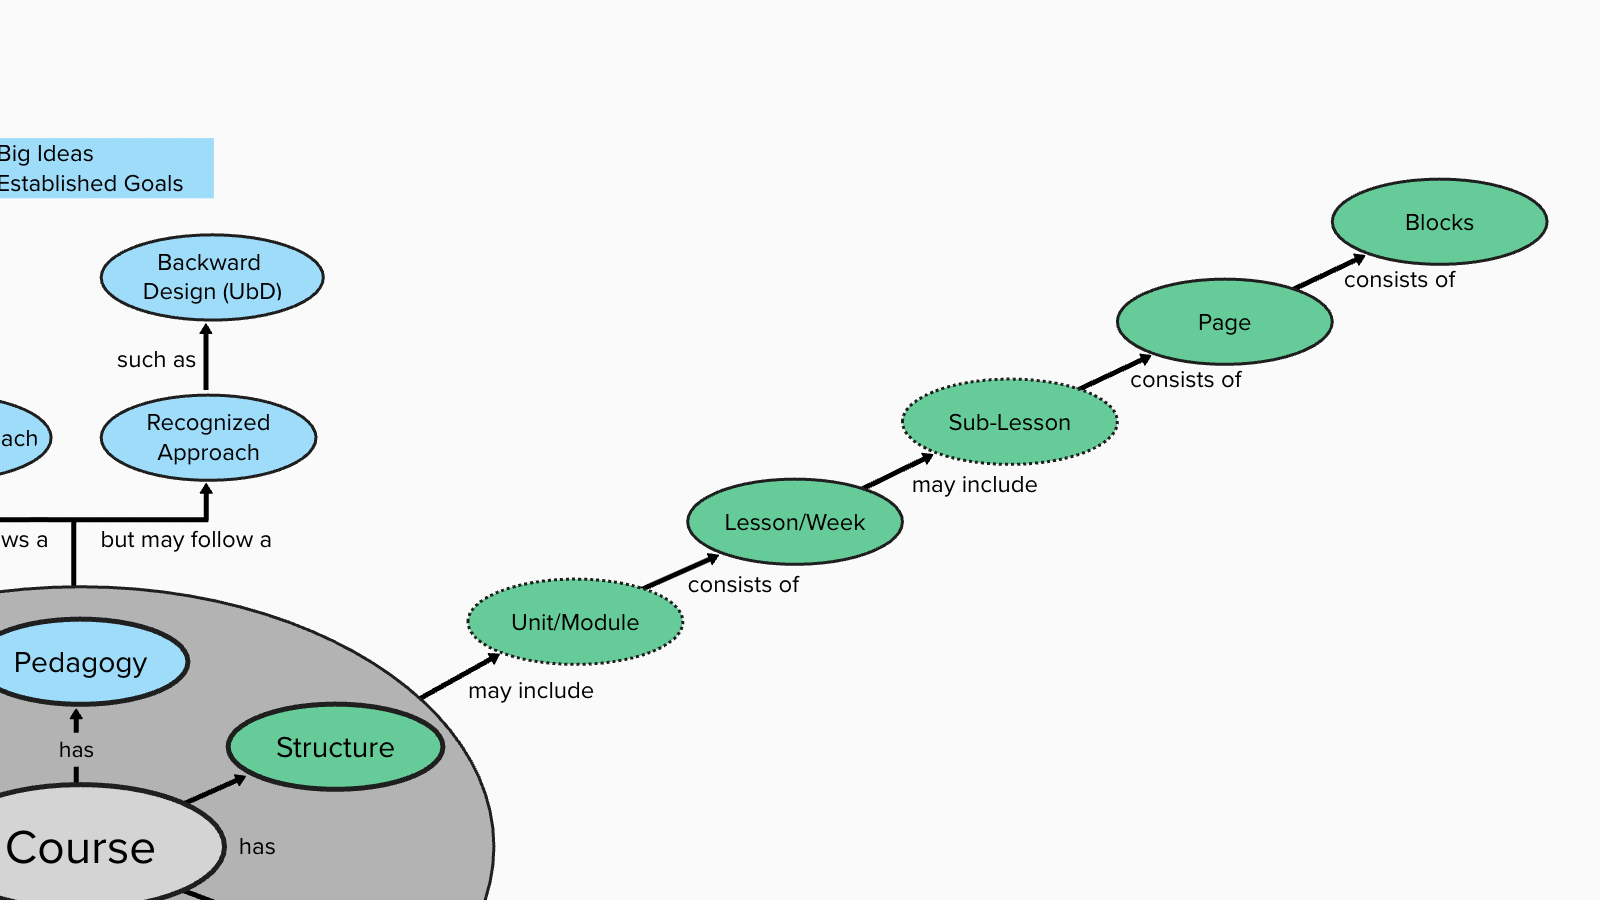 Big Ideas
Established Goals
Backward
Design (UbD)
such as
Recognized
Approach
ach
ws a
but may follow a
Pedagogy
has
Structure
Course
has
may include
Unit/Module
consists of
Lesson/Week
may include
Sub-Lesson
consists of
Page
consists of
Blocks